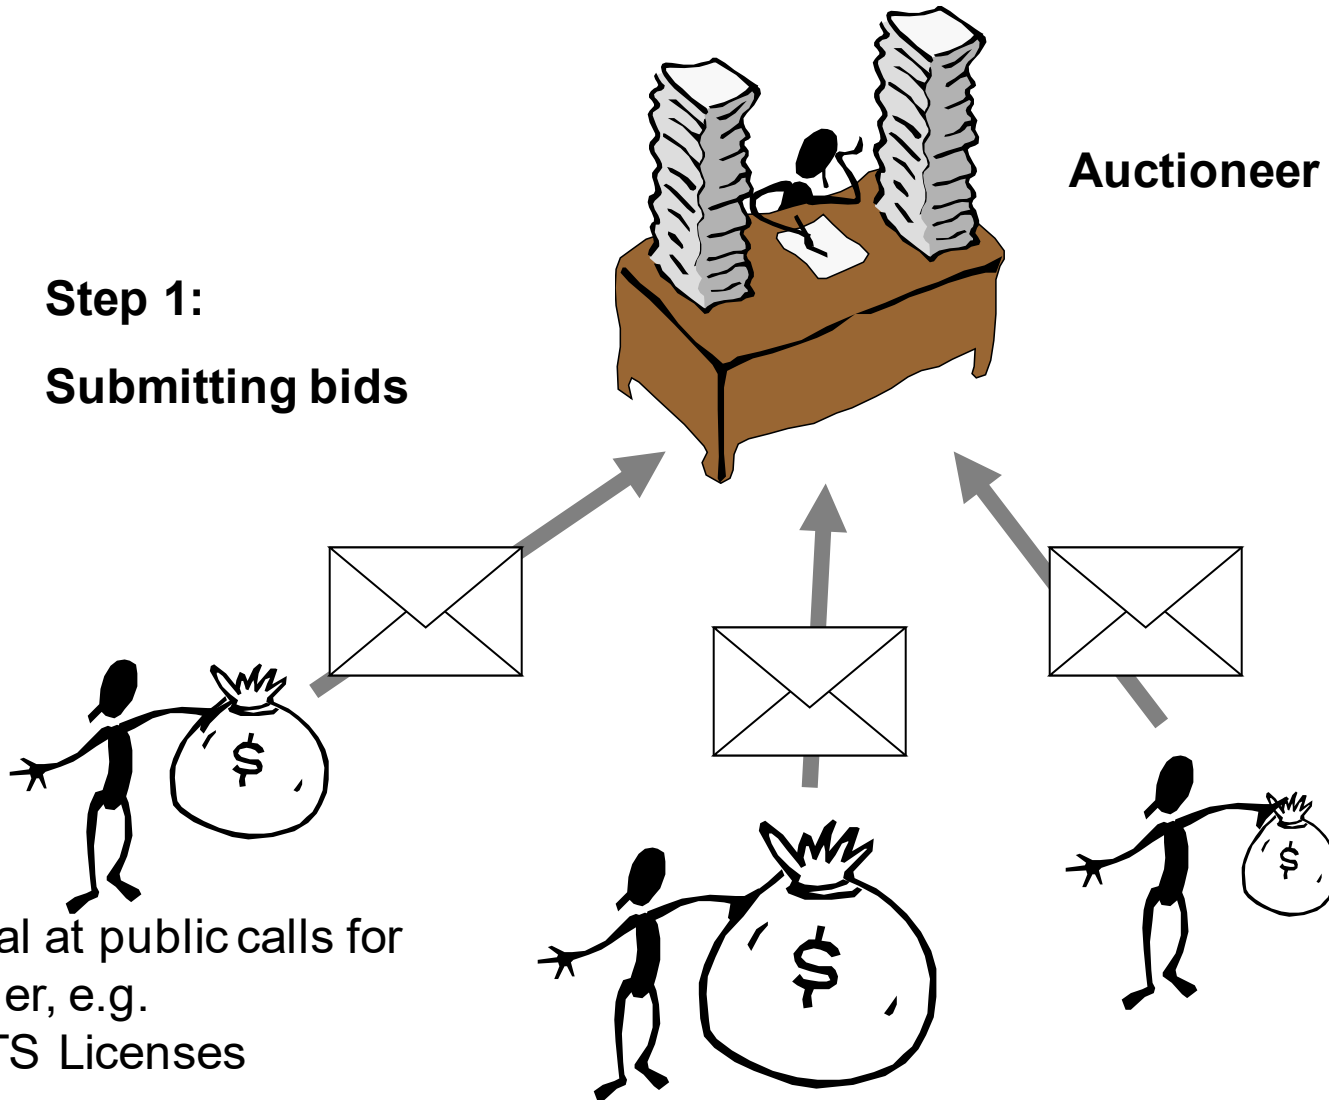 Auctioneer
Step 1:
Submitting bids
$
$
$
al at public calls for
er, e.g.
TS Licenses